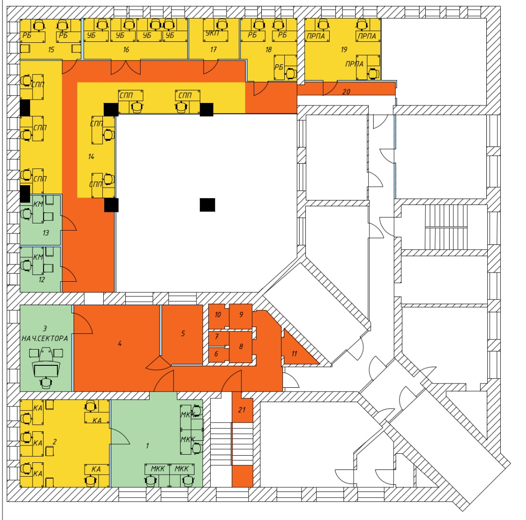 РБ РБ
15
УБ УБ УБ УБ
16
УКП
17
РБ РБ
18
РБ
ПРПА ПРПА
19
ПРПА
20
СПП
СПП СПП
СПП
СПП
14
СПП
СПП
КМ
13
КМ
12
3
НАЧ.СЕКТОРА
4
5
10 9
7
8
6
11
21
КА
КА
КА
2
КА
КА
1
МКК
МКК
МКК МКК